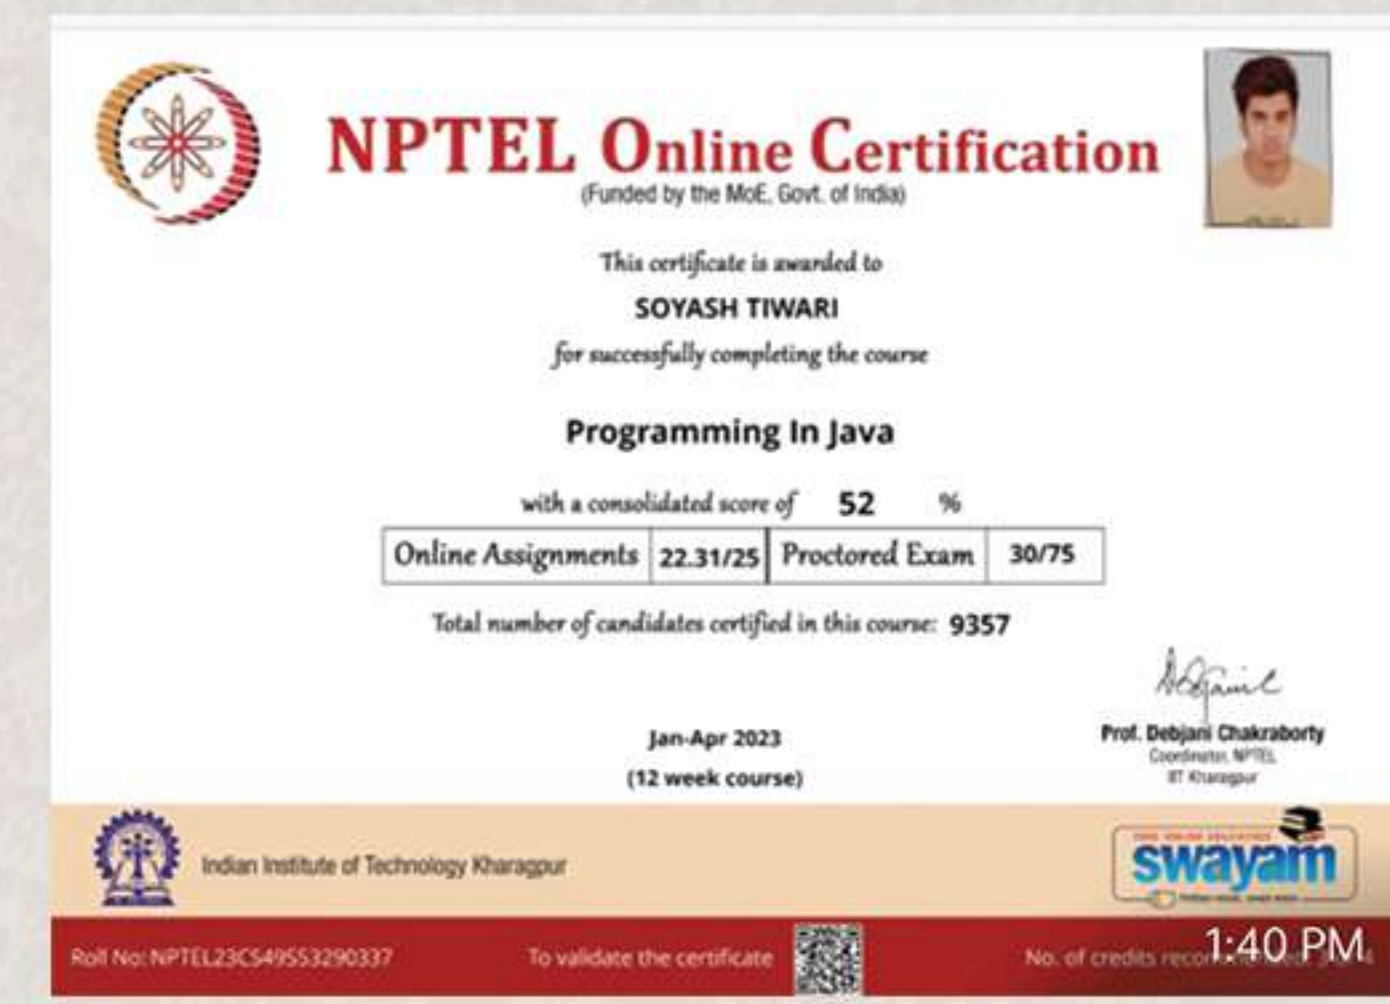 NPTEL Online Certification
(Funded by the MoE, Govt. of India)
This certificate is awarded to
SOYASH TIWARI
for successfully completing the course
Programming In Java
with a consolidated score of 52 %
Online Assignments 22.31/25 Proctored Exam 30/75
Total number of candidates certified in this course: 9357
Jan-Apr 2023
(12 week course)
Prof. Debjani Chakraborty
Coordinator, NPTEL
IIT Kharagpur
Indian Institute of Technology Kharagpur
swayam
Roll No: NPTEL23CS49S53290337 To validate the certificate No. of credits
1:40 PM